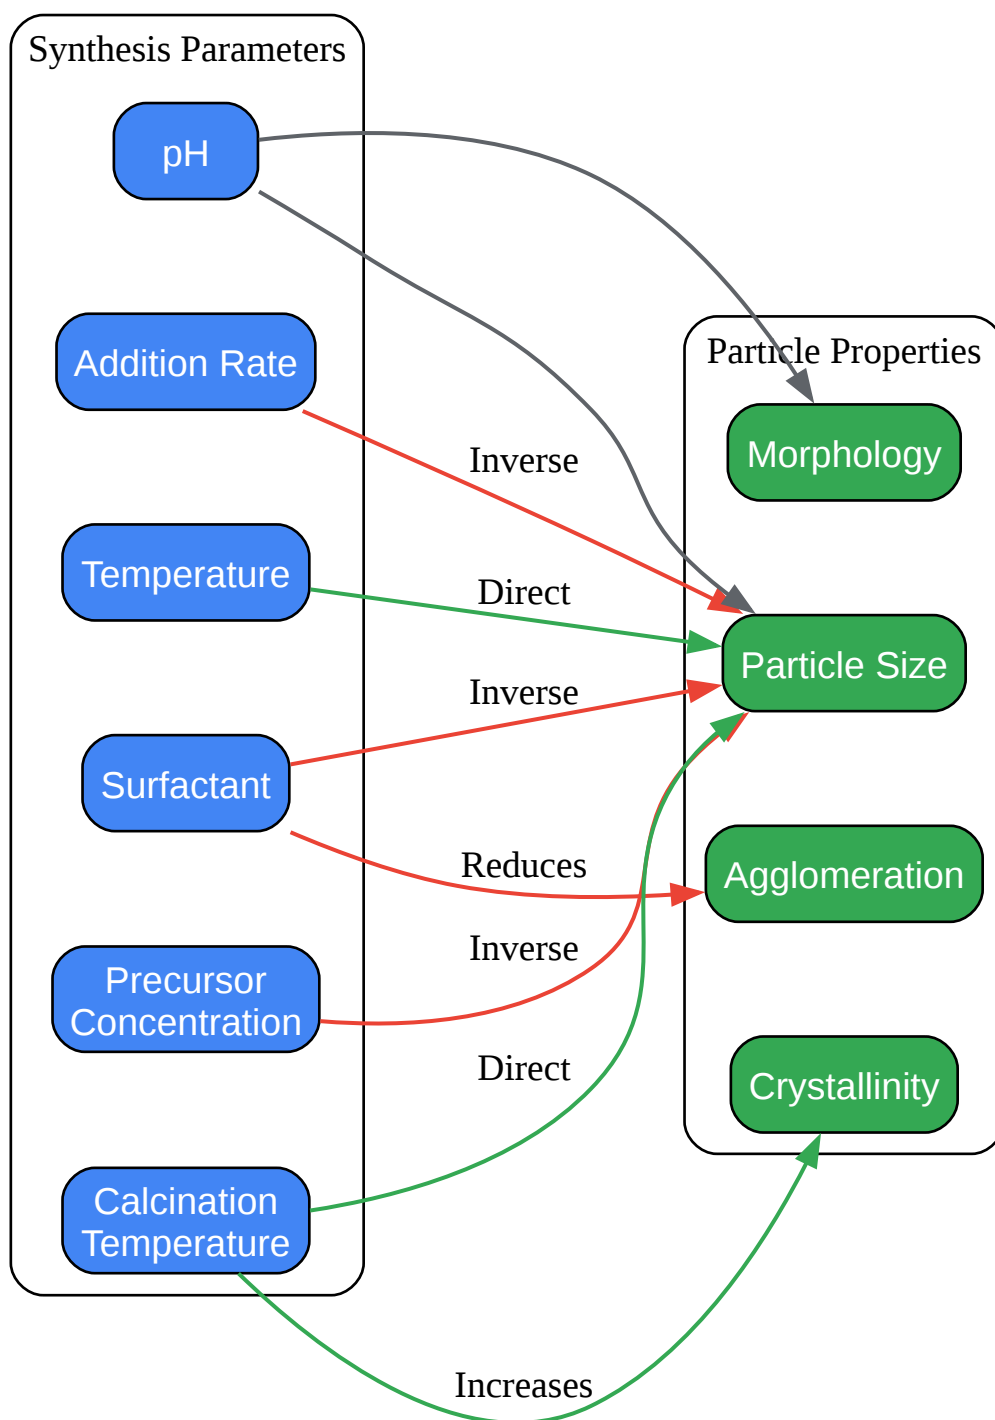 Synthesis Parameters
pH
Addition Rate
Temperature
Surfactant
Precursor
Concentration
Calcination
Temperature
Inverse
Direct
Inverse
Reduces
Inverse
Direct
Increases
Particle Properties
Morphology
Particle Size
Agglomeration
Crystallinity